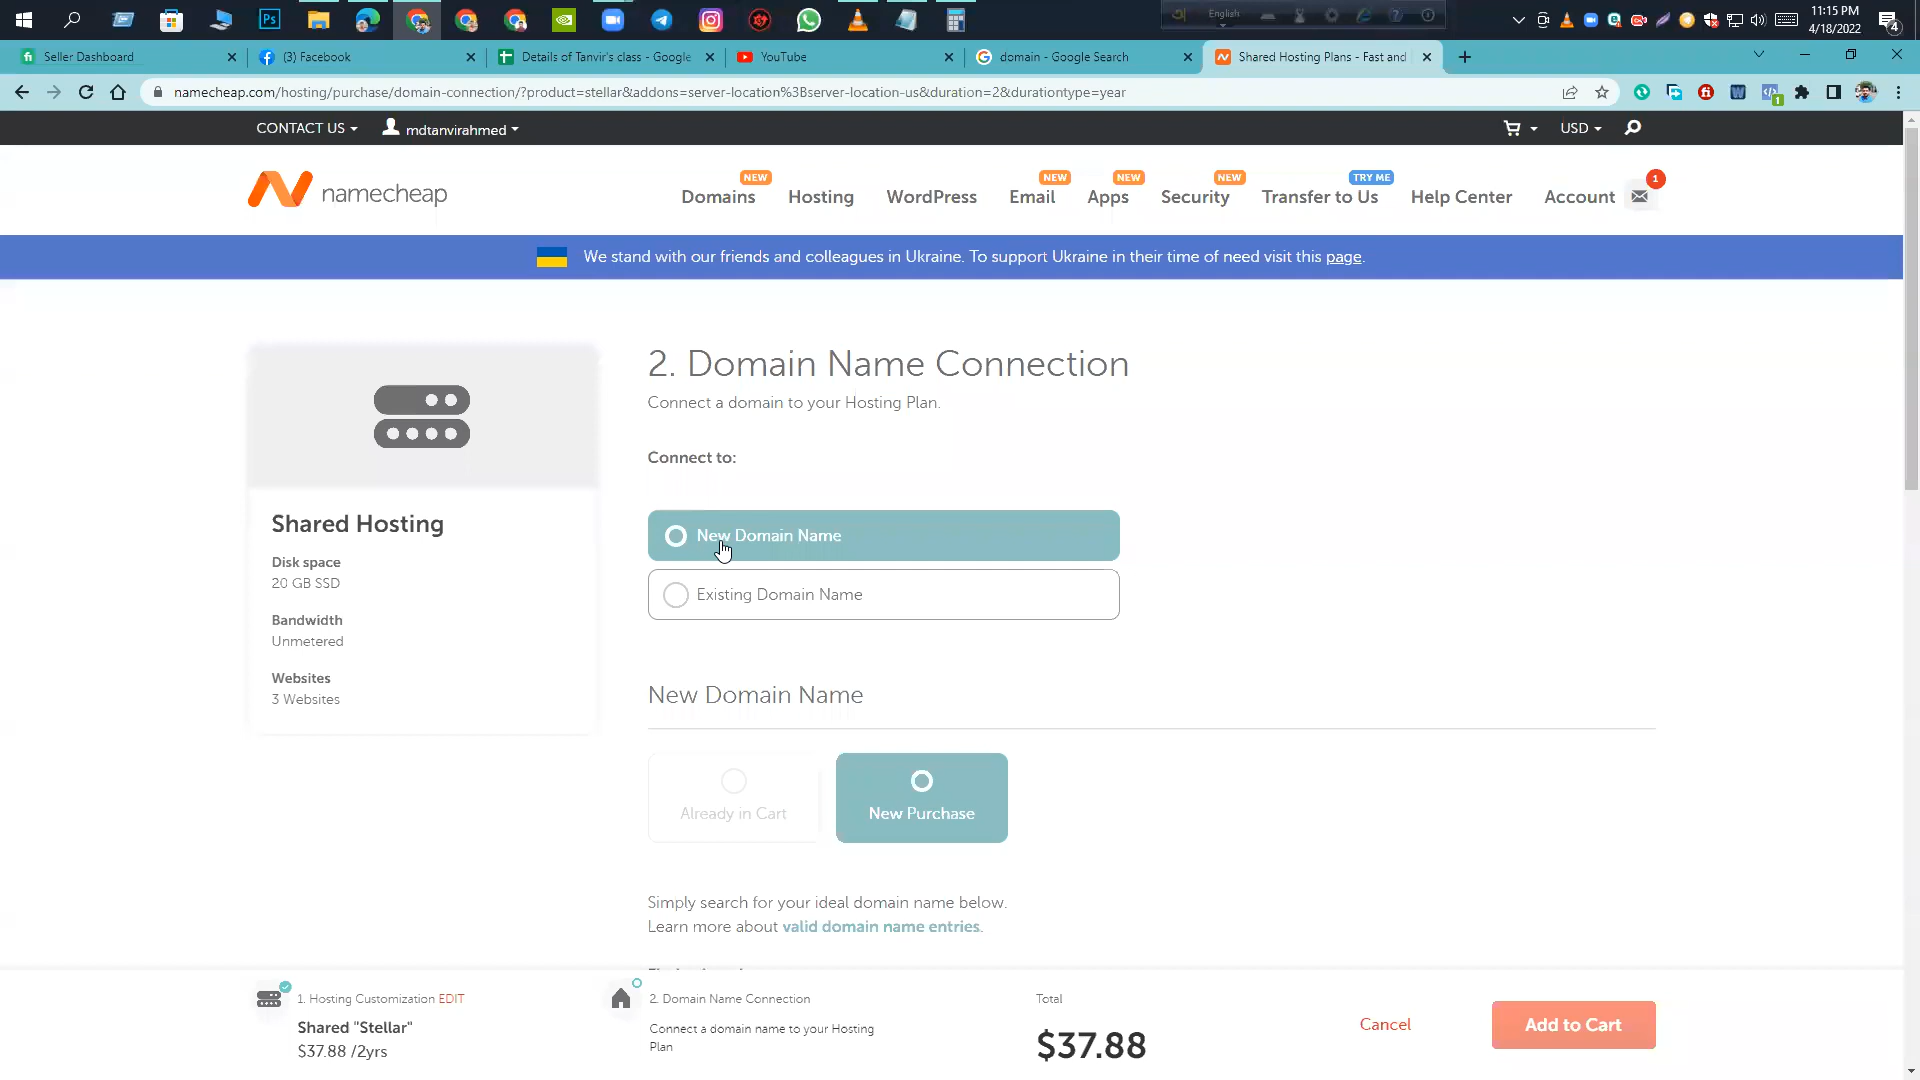 English
11:15 PM
4/18/2022
4
Seller Dashboard
(3) Facebook
Details of Tanvir's class - Google
YouTube
domain - Google Search
Shared Hosting Plans - Fast and
namecheap.com/hosting/purchase/domain-connection/?product=stellar&addons=server-location%3Bserver-location-us&duration=2&durationtype=year
CONTACT US
mdtanvirahmed
USD
namecheap
NEW
NEW
NEW
NEW
TRY ME
1
Domains
Hosting
WordPress
Email
Apps
Security
Transfer to Us
Help Center
Account
We stand with our friends and colleagues in Ukraine. To support Ukraine in their time of need visit this page.
2. Domain Name Connection
Connect a domain to your Hosting Plan.
Connect to:
New Domain Name
Existing Domain Name
Shared Hosting
Disk space
20 GB SSD
Bandwidth
Unmetered
Websites
3 Websites
New Domain Name
Already in Cart
New Purchase
Simply search for your ideal domain name below.
Learn more about valid domain name entries.
1. Hosting Customization EDIT
Shared "Stellar"
$37.88 /2yrs
2. Domain Name Connection
Connect a domain name to your Hosting
Plan
Total
$37.88
Cancel
Add to Cart